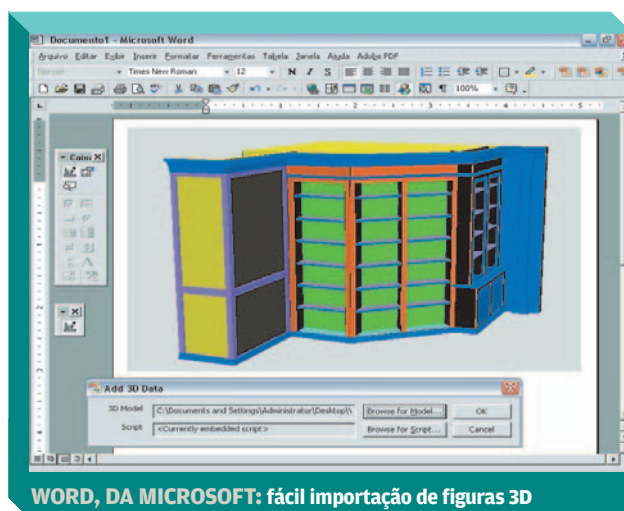 Documento1 - Microsoft Word
Arquivo Editar Exibir Inserir Formatar Ferramentas Tabela Janela Ajuda Adobe PDF
Normal Times New Roman 12 N I S
100%
Add 3D Data
3D Model C:\Documents and Settings\Administrator\Desktop\ Browse for Model... OK
Script <Currently embedded script> Browse for Script... Cancel
WORD, DA MICROSOFT: fácil importação de figuras 3D